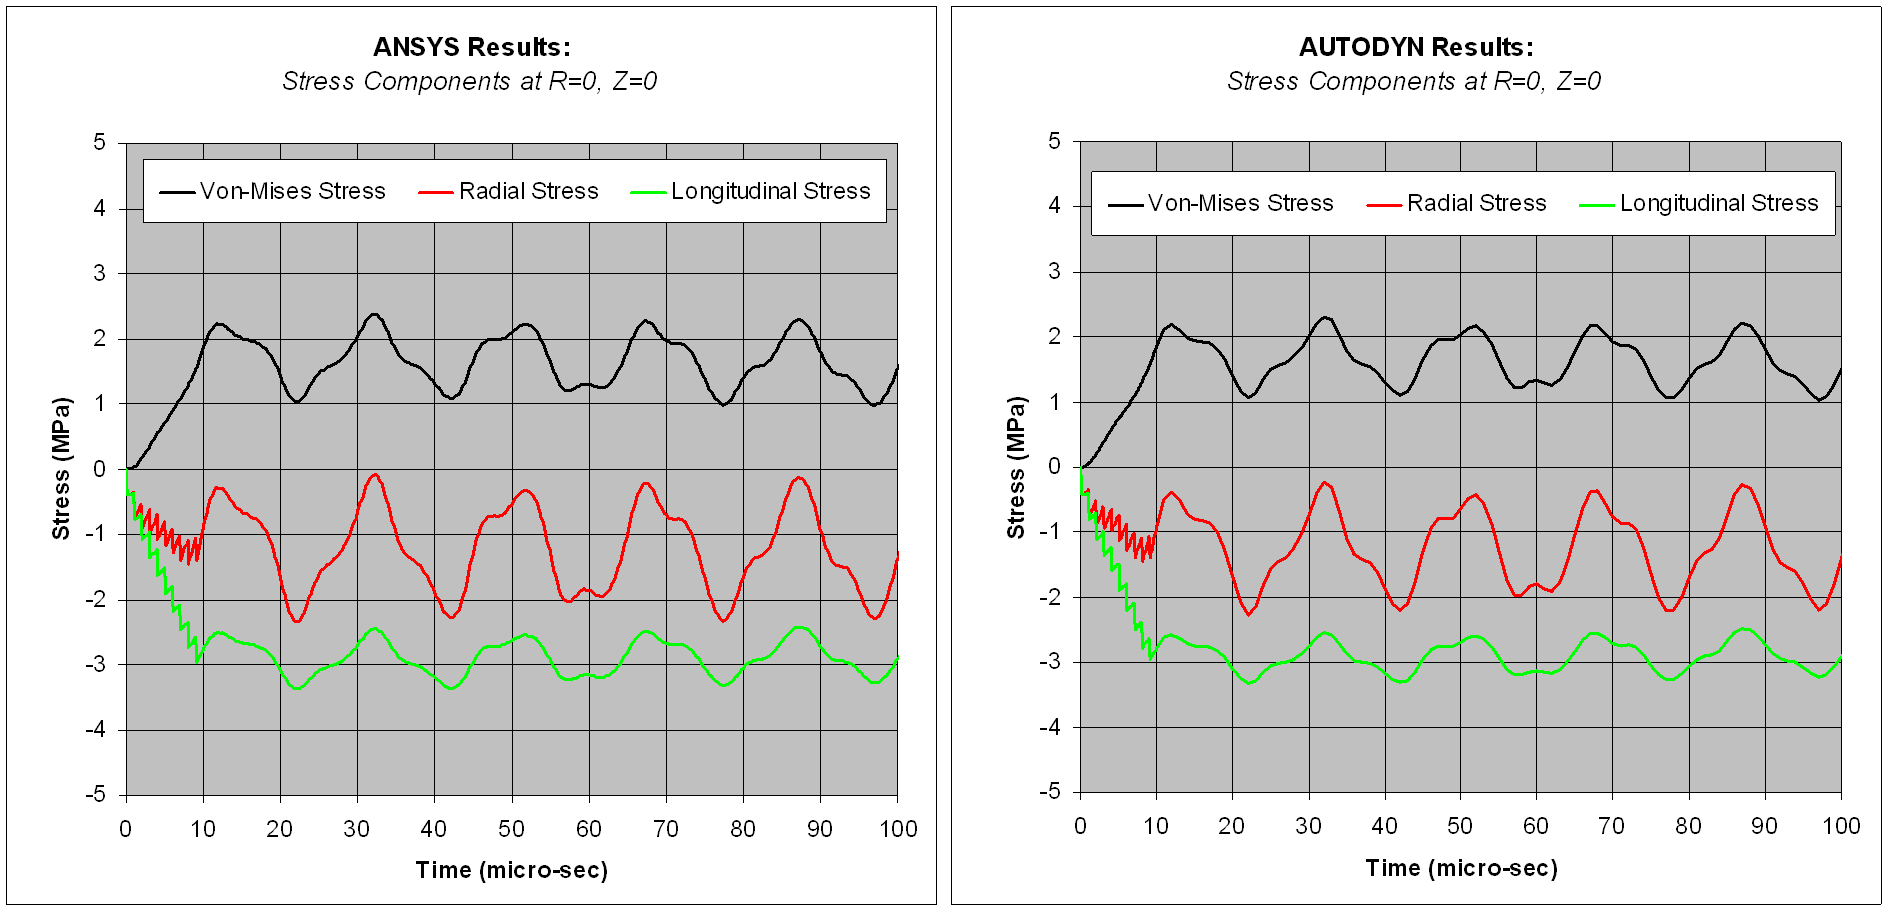 ANSYS Results:
Stress Components at R=0, Z=0
5
Von-Mises Stress Radial Stress Longitudinal Stress
4
3
2
1
0
-1
-2
-3
-4
-5
Stress (MPa)
0 10 20 30 40 50 60 70 80 90 100
Time (micro-sec)
AUTODYN Results:
Stress Components at R=0, Z=0
5
Von-Mises Stress Radial Stress Longitudinal Stress
4
3
2
1
0
-1
-2
-3
-4
-5
Stress (MPa)
0 10 20 30 40 50 60 70 80 90 100
Time (micro-sec)